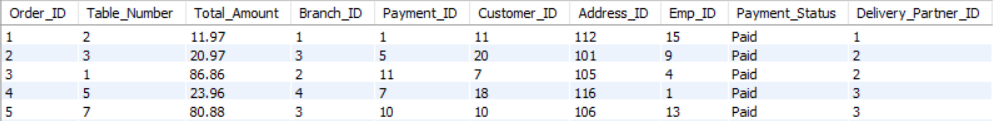 Order_ID Table_Number Total_Amount Branch_ID Payment_ID Customer_ID Address_ID Emp_ID Payment_Status Delivery_Partner_ID
1 2 11.97 1 1 11 112 15 Paid 1
2 3 20.97 3 5 20 101 9 Paid 2
3 1 86.86 2 11 7 105 4 Paid 2
4 5 23.96 4 7 18 116 1 Paid 3
5 7 80.88 3 10 10 106 13 Paid 3